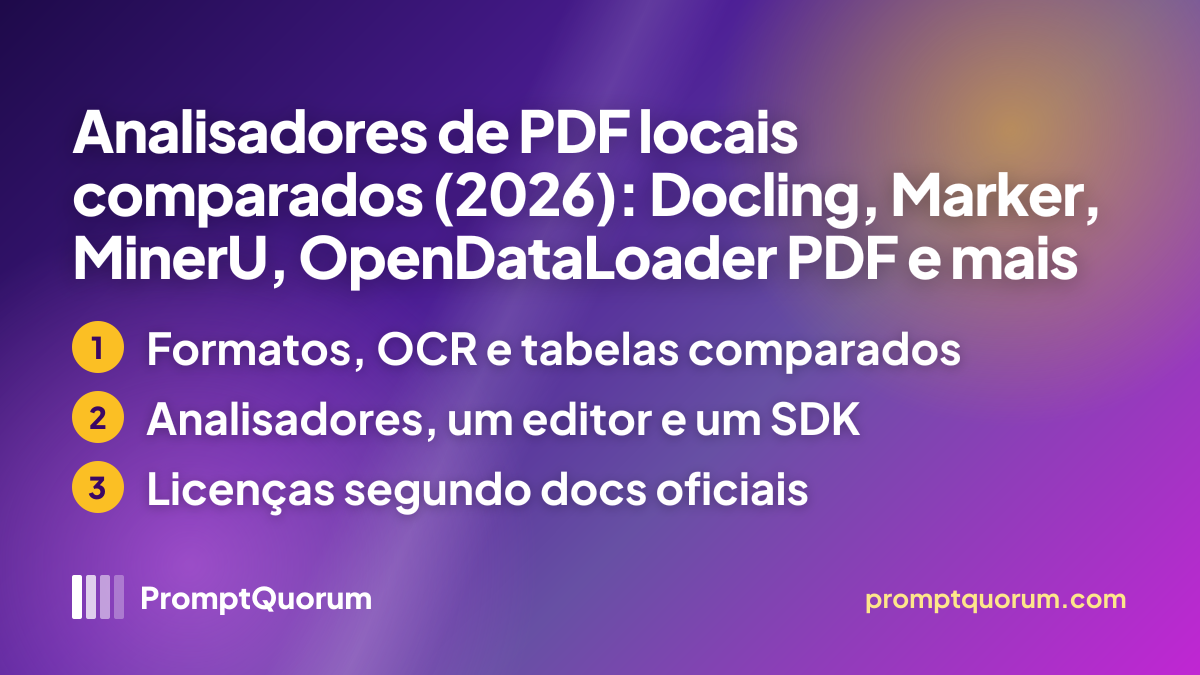 Analisadores de PDF locais
comparados (2026): Docling, Marker,
MinerU, OpenDataLoader PDF e mais
1 Formatos, OCR e tabelas comparados
2 Analisadores, um editor e um SDK
3 Licenças segundo docs oficiais
PromptQuorum
promptquorum.com